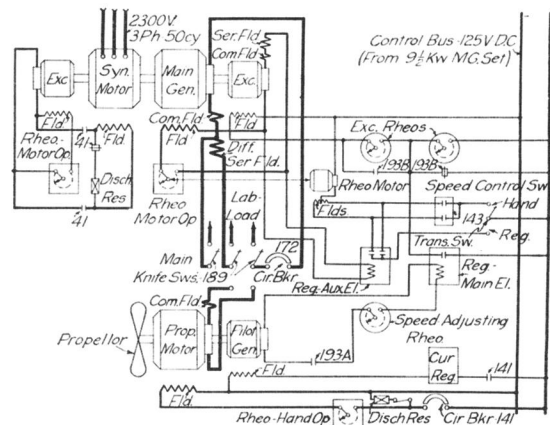 2300V.
3Ph 50cy
Ser. Fld.
Com. Fld.
Control Bus-125V. D.C
(From 9½ Kw M.G. Set)
Exc
Syn.
Motor
Main
Gen.
Exc
Com. Fld
Fld
Fld
Fld
Fld
Exc. Rheos
Rheo.-
Motor Op.
41
41
Disch
Res
Diff.
Ser Fld.
Rheo
Motor Op
Rheo Motor
Flds
193B
193B
Speed Control Sw
Hand
143
Reg.
Lab-
Load
172
Trans. Sw.
Main
Knife Sws.-189
Cir. Bkr
Reg-Aux El.
Reg.-
Main El.
Com. Fld
Propellor
Prop.
Motor
Pilot
Gen.
193A
Speed Adjusting
Rheo.
Fld
Cur
Reg
141
Fld.
Rheo-Hand Op
Disch Res
Cir Bkr 141